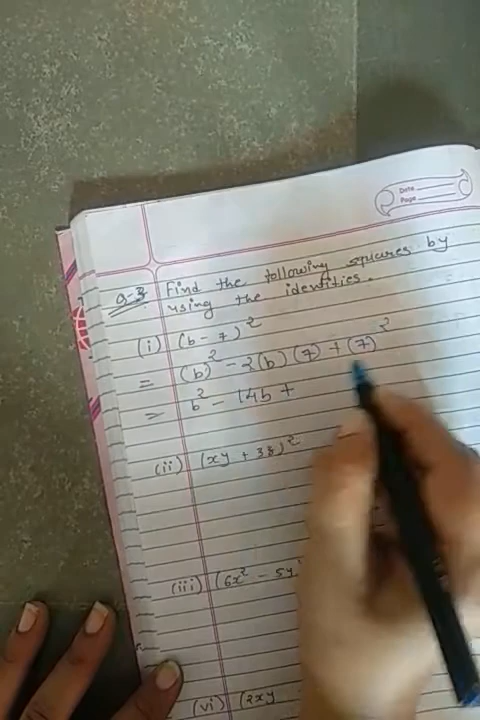 Date
Page
Q-3 Find the following squares by
using the identities.
(i) (b - 7)²
= (b)² - 2(b)(7) + (7)²
= b² - 14b +
(ii) (xy + 3z)²
(iii) (6x² - 5y
(vi) (2xy